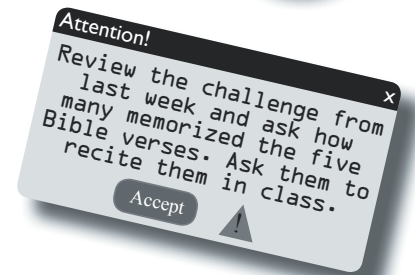 Attention!
x
Review the challenge from
last week and ask how
many memorized the five
Bible verses. Ask them to
recite them in class.
Accept
!